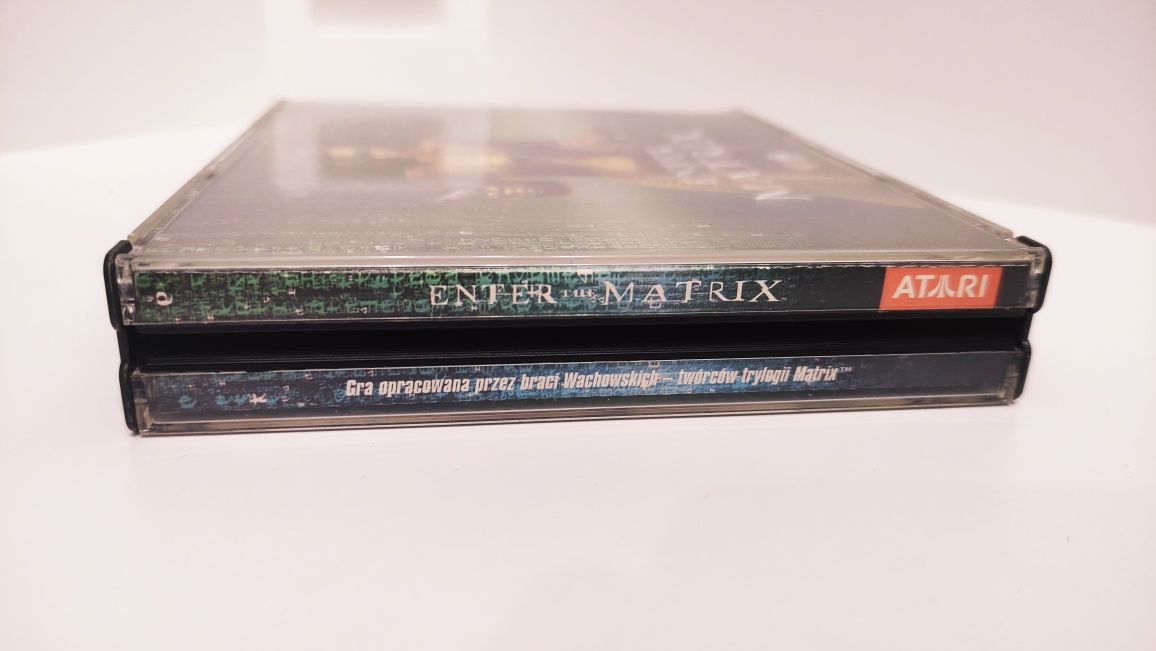 ENTER THE MATRIX
ATARI
Gra opracowana przez braci Wachowskich – twórców trylogii Matrix™